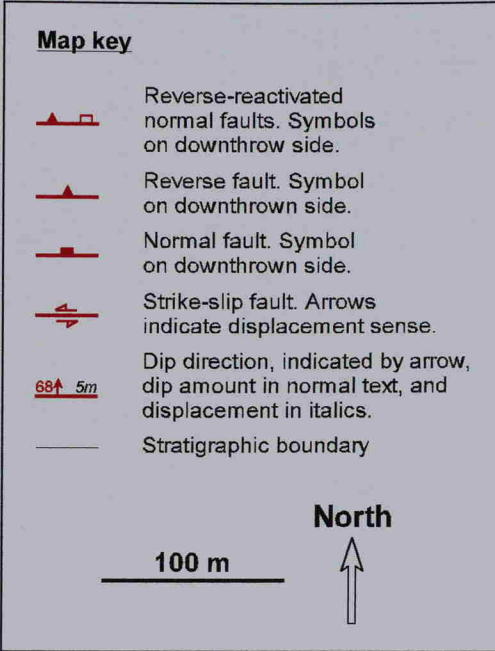 Map key
Reverse-reactivated
normal faults. Symbols
on downthrow side.
Reverse fault. Symbol
on downthrown side.
Normal fault. Symbol
on downthrown side.
Strike-slip fault. Arrows
indicate displacement sense.
68 5m
Dip direction, indicated by arrow,
dip amount in normal text, and
displacement in italics.
Stratigraphic boundary
North
100 m